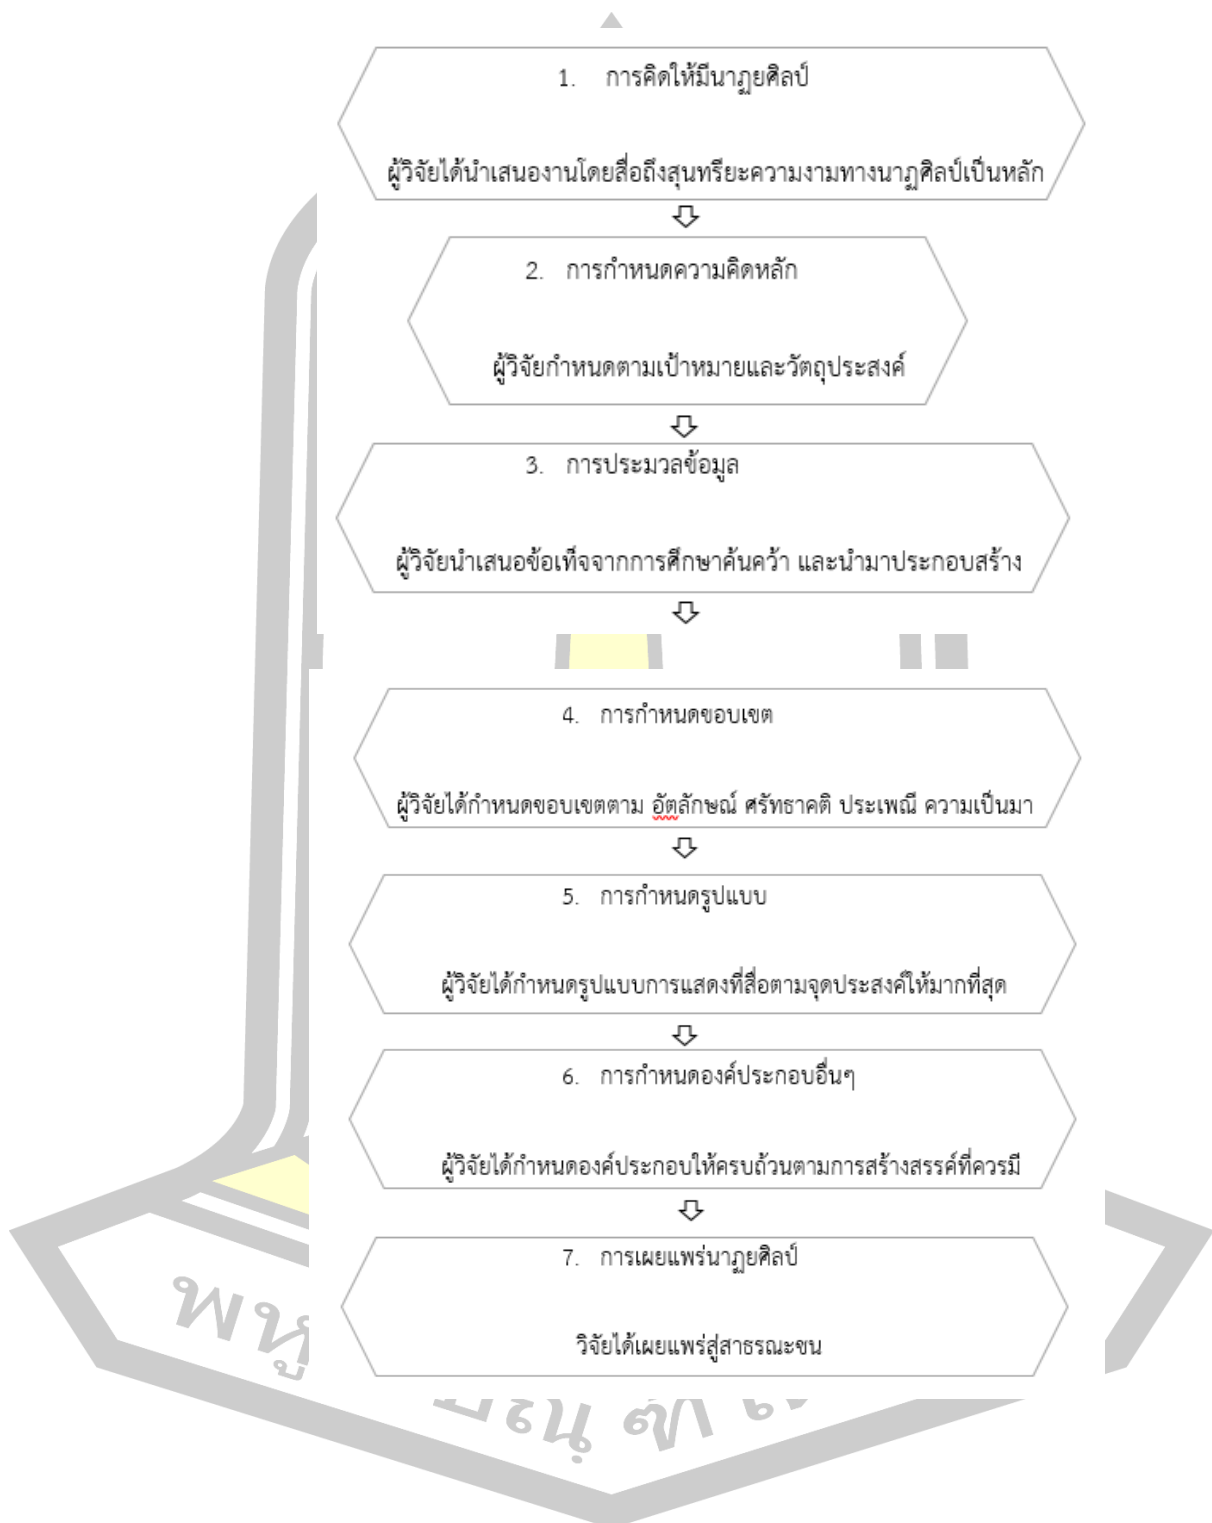 1. การคิดให้มีนาฏยศิลป์
ผู้วิจัยได้นำเสนองานโดยสื่อถึงสุนทรียะความงามทางนาฏศิลป์เป็นหลัก
2. การกำหนดความคิดหลัก
ผู้วิจัยกำหนดตามเป้าหมายและวัตถุประสงค์
3. การประมวลข้อมูล
ผู้วิจัยนำเสนอข้อเท็จจากการศึกษาค้นคว้า และนำมาประกอบสร้าง
4. การกำหนดขอบเขต
ผู้วิจัยได้กำหนดขอบเขตตาม อัตลักษณ์ ศรัทธาคติ ประเพณี ความเป็นมา
5. การกำหนดรูปแบบ
ผู้วิจัยได้กำหนดรูปแบบการแสดงที่สื่อตามจุดประสงค์ให้มากที่สุด
6. การกำหนดองค์ประกอบอื่นๆ
ผู้วิจัยได้กำหนดองค์ประกอบให้ครบถ้วนตามการสร้างสรรค์ที่ควรมี
7. การเผยแพร่นาฏยศิลป์
วิจัยได้เผยแพร่สู่สาธรณะขน
พหู